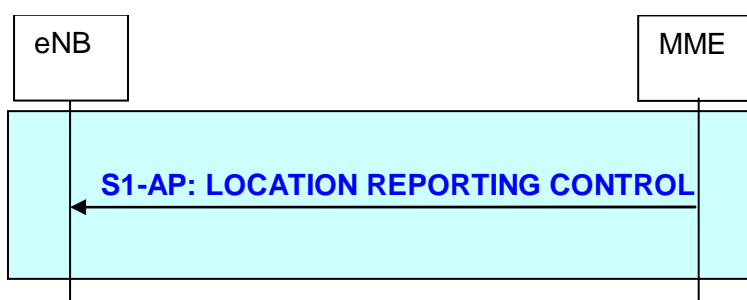 eNB
MME
S1-AP: LOCATION REPORTING CONTROL